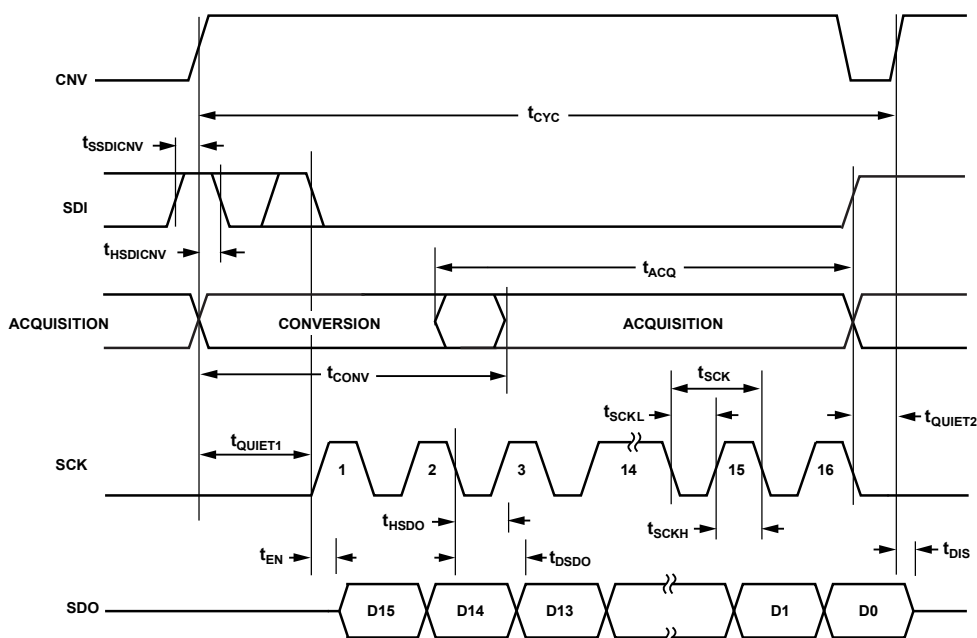 CNV
tCYC
tSSDICNV
SDI
tHSDICNV
tACQ
ACQUISITION CONVERSION ACQUISITION
tCONV
tSCK
tSCKL
tQUIET2
tQUIET1
SCK 1 2 3 14 15 16
tHSDO
tSCKH
tEN
tDSDO
tDIS
SDO D15 D14 D13 D1 D0